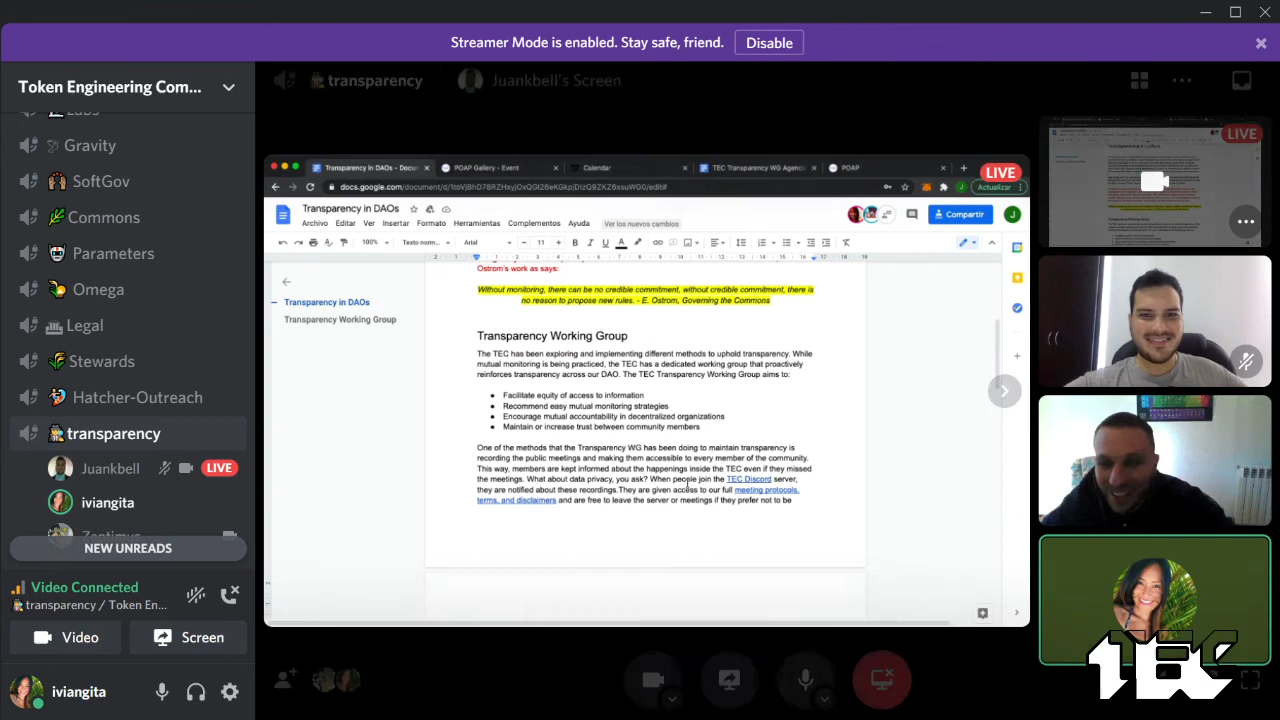 Streamer Mode is enabled. Stay safe, friend.
Disable
Token Engineering Com...
Labs
Gravity
SoftGov
Commons
Parameters
Omega
Legal
Stewards
Hatcher-Outreach
transparency
Juankbell
LIVE
iviangita
NEW UNREADS
Video Connected
transparency / Token En...
Video
Screen
iviangita
transparency
Juankbell's Screen
Transparency in DAOs - Docum
POAP Gallery - Event
Calendar
TEC Transparency WG Agenda
POAP
LIVE
Actualizar
Transparency in DAOs
Archivo Editar Ver Insertar Formato Herramientas Complementos Ayuda
Ver los nuevos cambios
Compartir
J
100%
Texto norm...
Arial
11
Transparency in DAOs
Transparency Working Group
Ostrom's work as says:
Without monitoring, there can be no credible commitment, without credible commitment, there is
no reason to propose new rules. - E. Ostrom, Governing the Commons
Transparency Working Group
The TEC has been exploring and implementing different methods to uphold transparency. While
mutual monitoring is being practiced, the TEC has a dedicated working group that proactively
reinforces transparency across our DAO. The TEC Transparency Working Group aims to:
● Facilitate equity of access to information
● Recommend easy mutual monitoring strategies
● Encourage mutual accountability in decentralized organizations
● Maintain or increase trust between community members
One of the methods that the Transparency WG has been doing to maintain transparency is
recording the public meetings and making them accessible to every member of the community.
This way, members are kept informed about the happenings inside the TEC even if they missed
the meetings. What about data privacy, you ask? When people join the TEC Discord server,
they are notified about these recordings.They are given access to our full meeting protocols,
terms, and disclaimers and are free to leave the server or meetings if they prefer not to be
LIVE
TEC